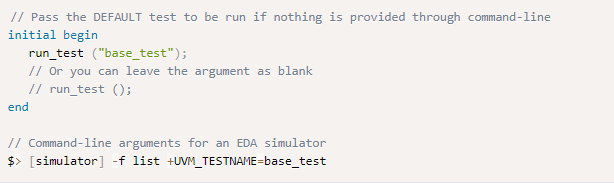 // Pass the DEFAULT test to be run if nothing is provided through command-line
initial begin
   run_test ("base_test");
   // Or you can leave the argument as blank
   // run_test ();
end

// Command-line arguments for an EDA simulator
$> [simulator] -f list +UVM_TESTNAME=base_test